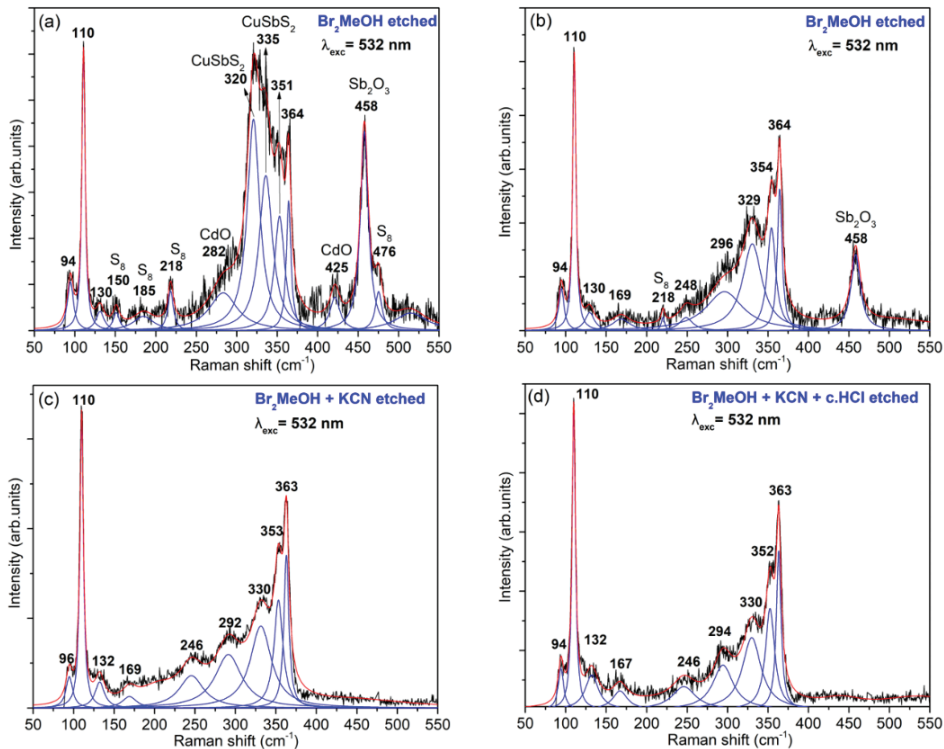 (a)
Br₂MeOH etched
λexc = 532 nm
110
CuSbS₂
335
CuSbS₂
320
351
364
Sb₂O₃
458
94
130
S₈
150
S₈
185
S₈
218
CdO
282
CdO
425
S₈
476
Intensity (arb.units)
50 100 150 200 250 300 350 400 450 500 550
Raman shift (cm⁻¹)
(b)
Br₂MeOH etched
λexc = 532 nm
110
364
354
329
296
Sb₂O₃
458
94
130
169
S₈
218
248
Intensity (arb.units)
50 100 150 200 250 300 350 400 450 500 550
Raman shift (cm⁻¹)
(c)
Br₂MeOH + KCN etched
λexc = 532 nm
110
363
353
330
292
246
96
132
169
Intensity (arb.units)
50 100 150 200 250 300 350 400 450 500 550
Raman shift (cm⁻¹)
(d)
Br₂MeOH + KCN + c.HCl etched
λexc = 532 nm
110
363
352
330
294
246
94
132
167
Intensity (arb.units)
50 100 150 200 250 300 350 400 450 500 550
Raman shift (cm⁻¹)